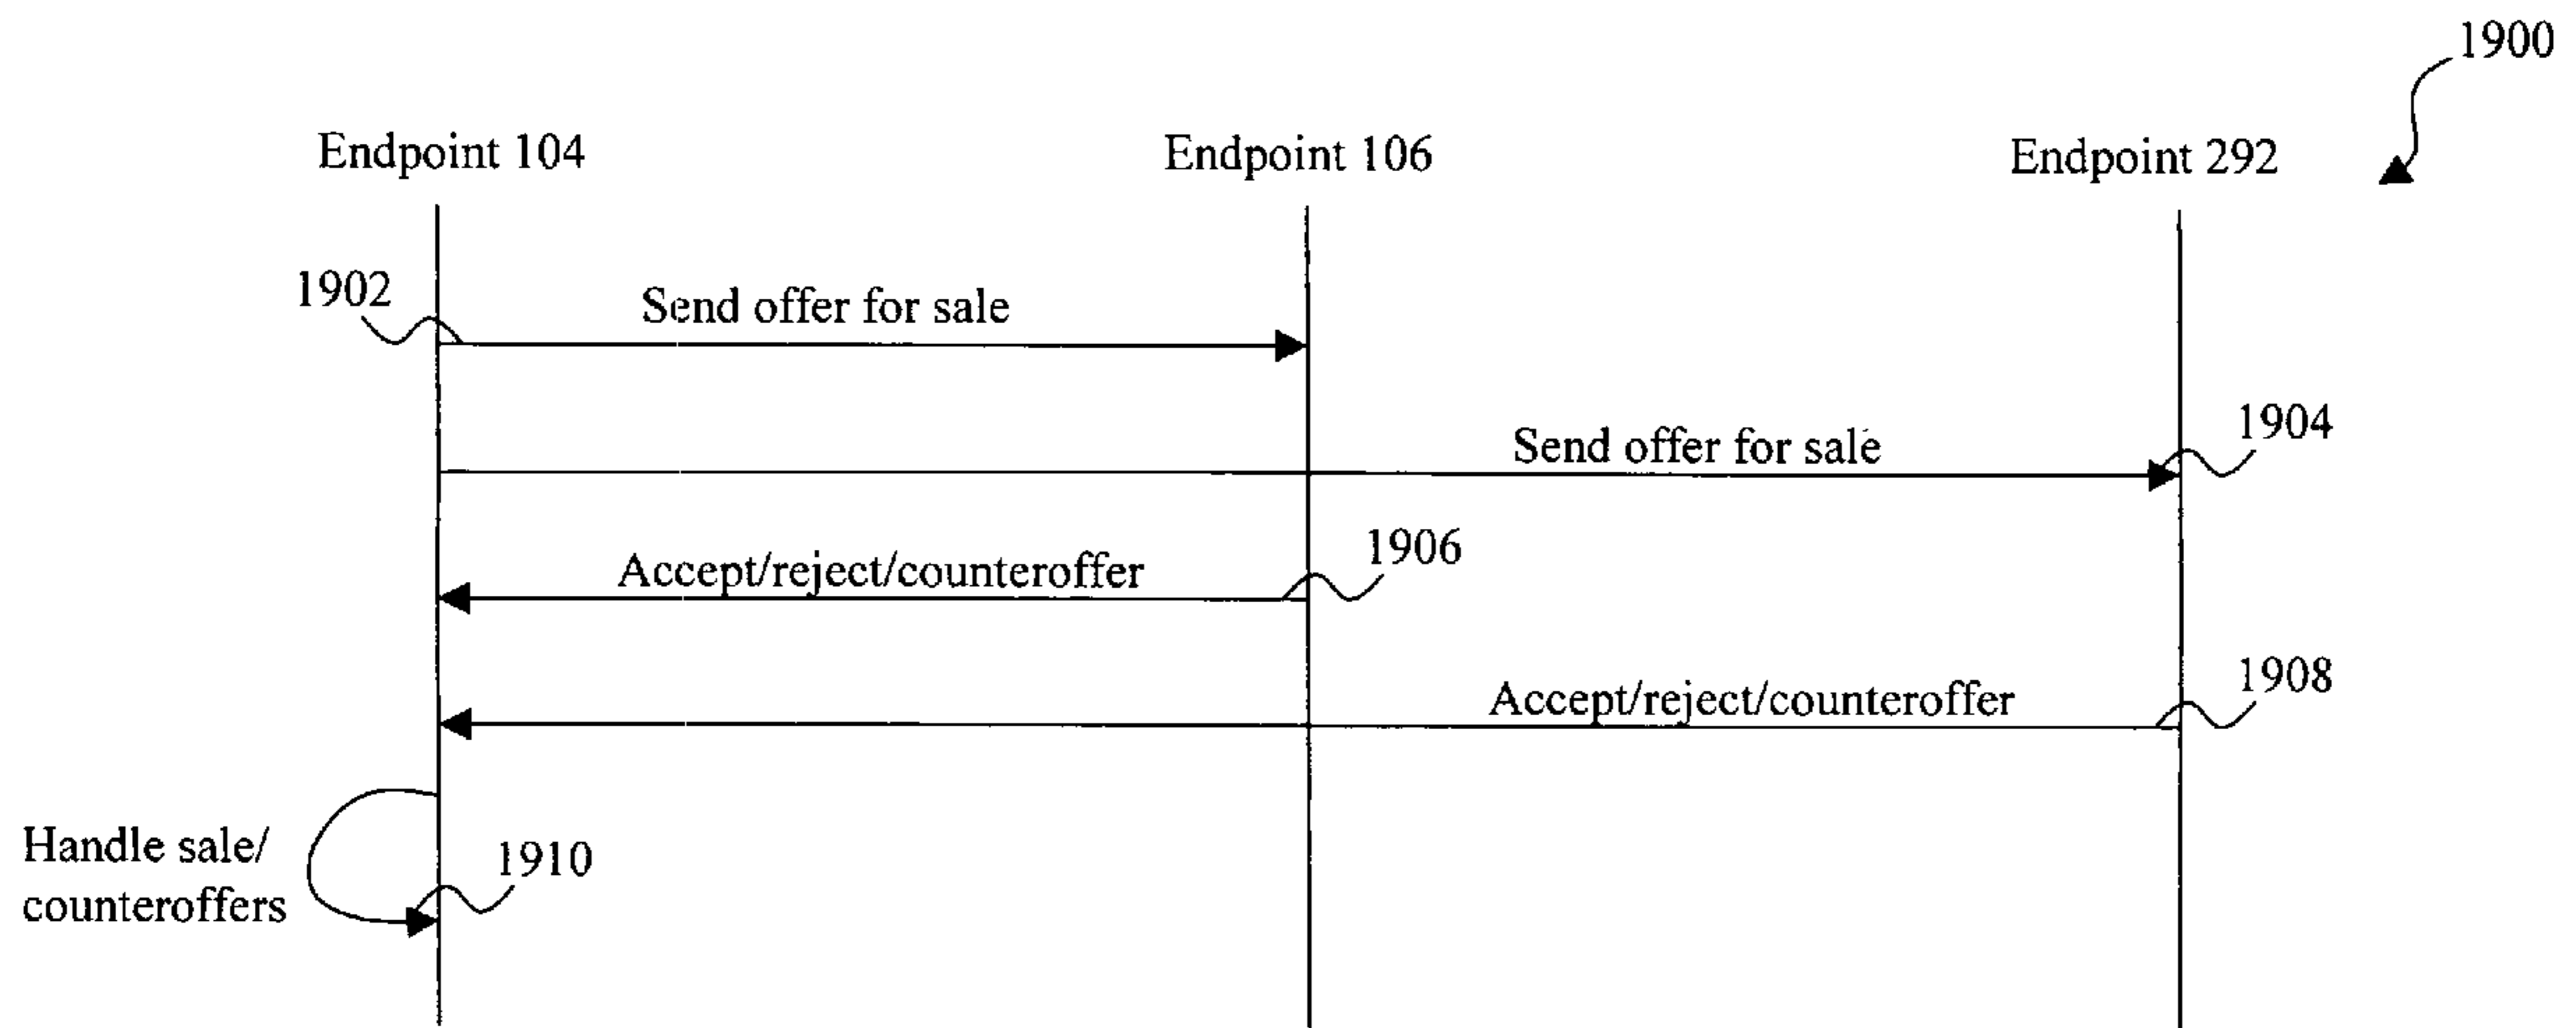 1900
Endpoint 104
Endpoint 106
Endpoint 292
1902
Send offer for sale
Send offer for sale
1904
Accept/reject/counteroffer
1906
Accept/reject/counteroffer
1908
Handle sale/
counteroffers
1910